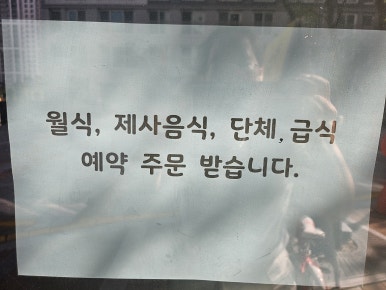 월식, 제사음식, 단체, 급식
예약 주문 받습니다.